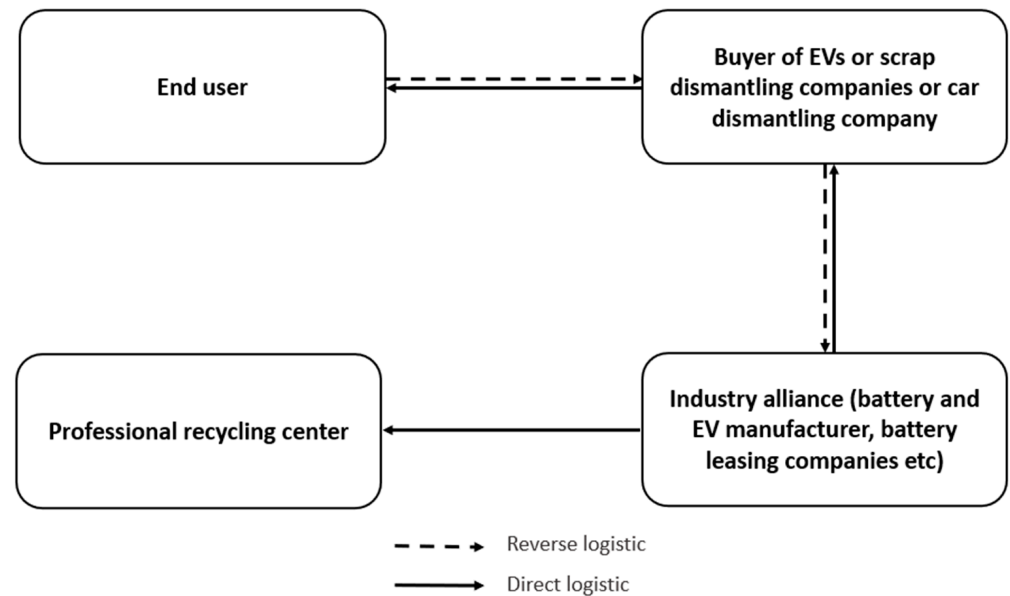 End user
Buyer of EVs or scrap
dismantling companies or car
dismantling company
Professional recycling center
Industry alliance (battery and
EV manufacturer, battery
leasing companies etc)
Reverse logistic
Direct logistic